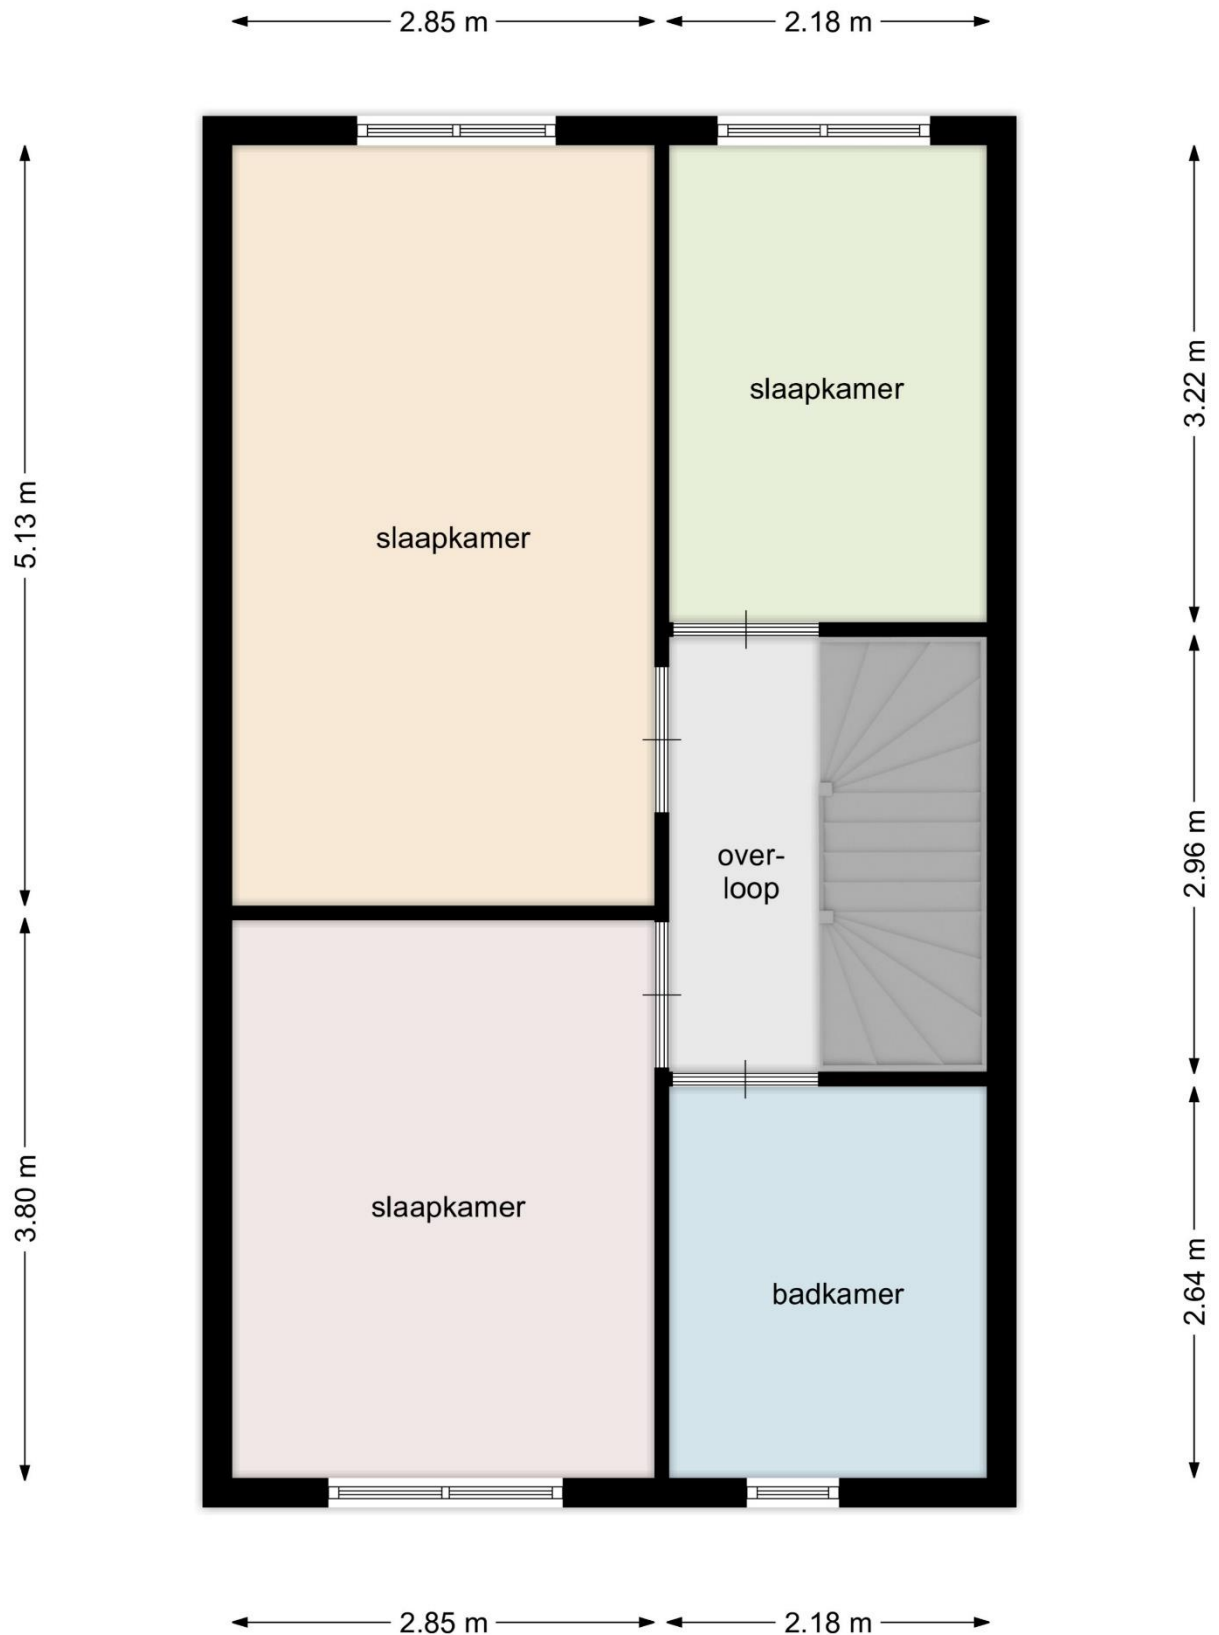 2.85 m
2.18 m
slaapkamer
3.22 m
5.13 m
slaapkamer
over-
loop
2.96 m
3.80 m
slaapkamer
badkamer
2.64 m
2.85 m
2.18 m